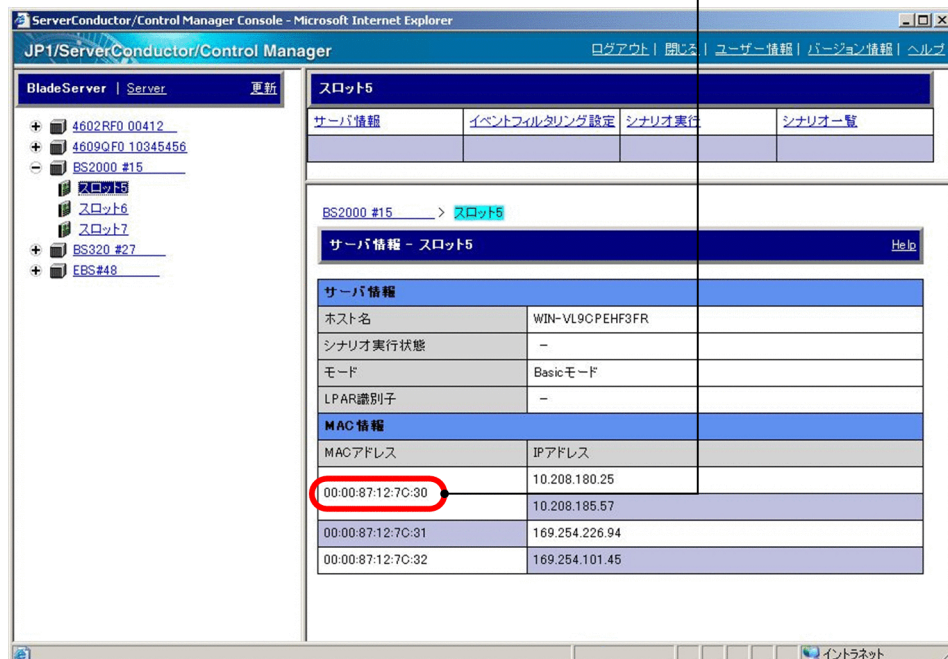 ServerConductor/Control Manager Console - Microsoft Internet Explorer
JP1/ServerConductor/Control Manager
ログアウト | 閉じる | ユーザー情報 | バージョン情報 | ヘルプ
BladeServer | Server 更新
4602RF0 00412
4609QF0 10345456
BS2000 #15
スロット5
スロット6
スロット7
BS320 #27
EBS#48
スロット5
サーバ情報 イベントフィルタリング設定 シナリオ実行 シナリオ一覧
BS2000 #15 > スロット5
サーバ情報 - スロット5 Help
サーバ情報
ホスト名 WIN-VL9CPEHF3FR
シナリオ実行状態 -
モード Basicモード
LPAR識別子 -
MAC情報
MACアドレス IPアドレス
00:00:87:12:7C:30 10.208.180.25
10.208.185.57
00:00:87:12:7C:31 169.254.226.94
00:00:87:12:7C:32 169.254.101.45
イントラネット